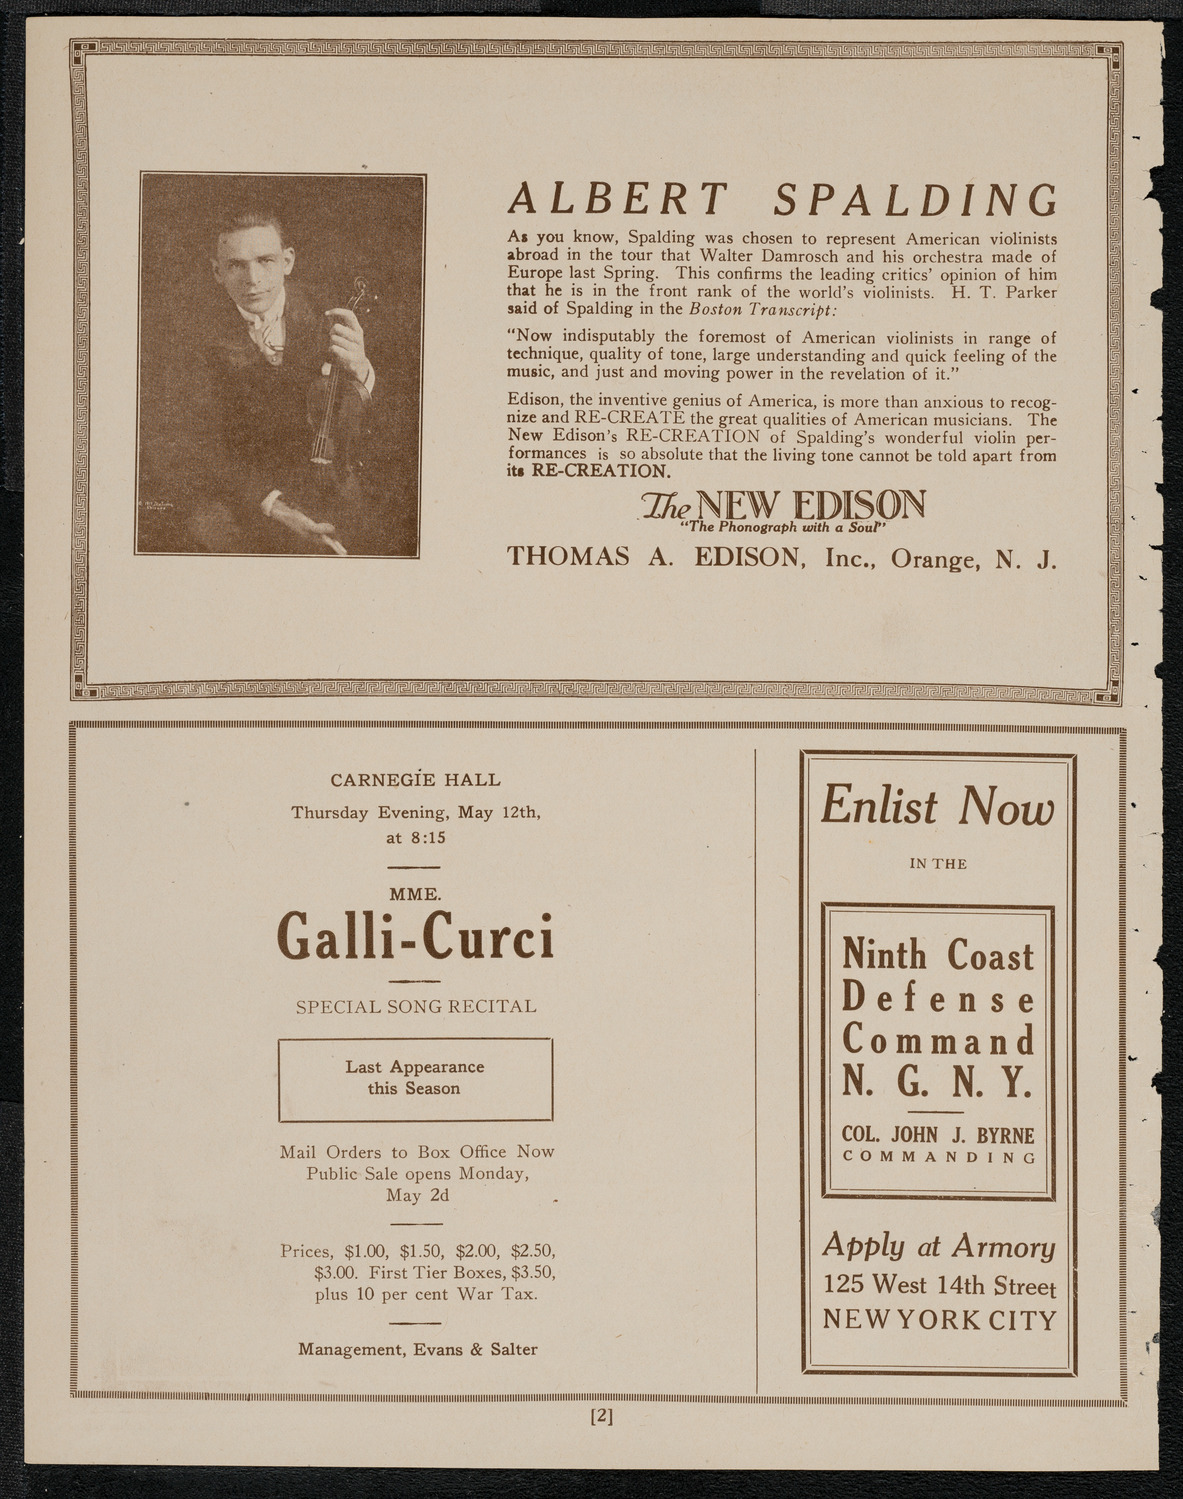 ALBERT SPALDING
As you know, Spalding was chosen to represent American violinists
abroad in the tour that Walter Damrosch and his orchestra made of
Europe last Spring. This confirms the leading critics' opinion of him
that he is in the front rank of the world's violinists. H. T. Parker
said of Spalding in the Boston Transcript:
"Now indisputably the foremost of American violinists in range of
technique, quality of tone, large understanding and quick feeling of the
music, and just and moving power in the revelation of it."
Edison, the inventive genius of America, is more than anxious to recog-
nize and RE-CREATE the great qualities of American musicians. The
New Edison's RE-CREATION of Spalding's wonderful violin per-
formances is so absolute that the living tone cannot be told apart from
its RE-CREATION.
The NEW EDISON
"The Phonograph with a Soul"
THOMAS A. EDISON, Inc., Orange, N. J.
CARNEGIE HALL
Thursday Evening, May 12th,
at 8:15
MME.
Galli-Curci
SPECIAL SONG RECITAL
Last Appearance
this Season
Mail Orders to Box Office Now
Public Sale opens Monday,
May 2d
Prices, $1.00, $1.50, $2.00, $2.50,
$3.00. First Tier Boxes, $3.50,
plus 10 per cent War Tax.
Management, Evans & Salter
Enlist Now
IN THE
Ninth Coast
Defense
Command
N. G. N. Y.
COL. JOHN J. BYRNE
COMMANDING
Apply at Armory
125 West 14th Street
NEW YORK CITY
[2]